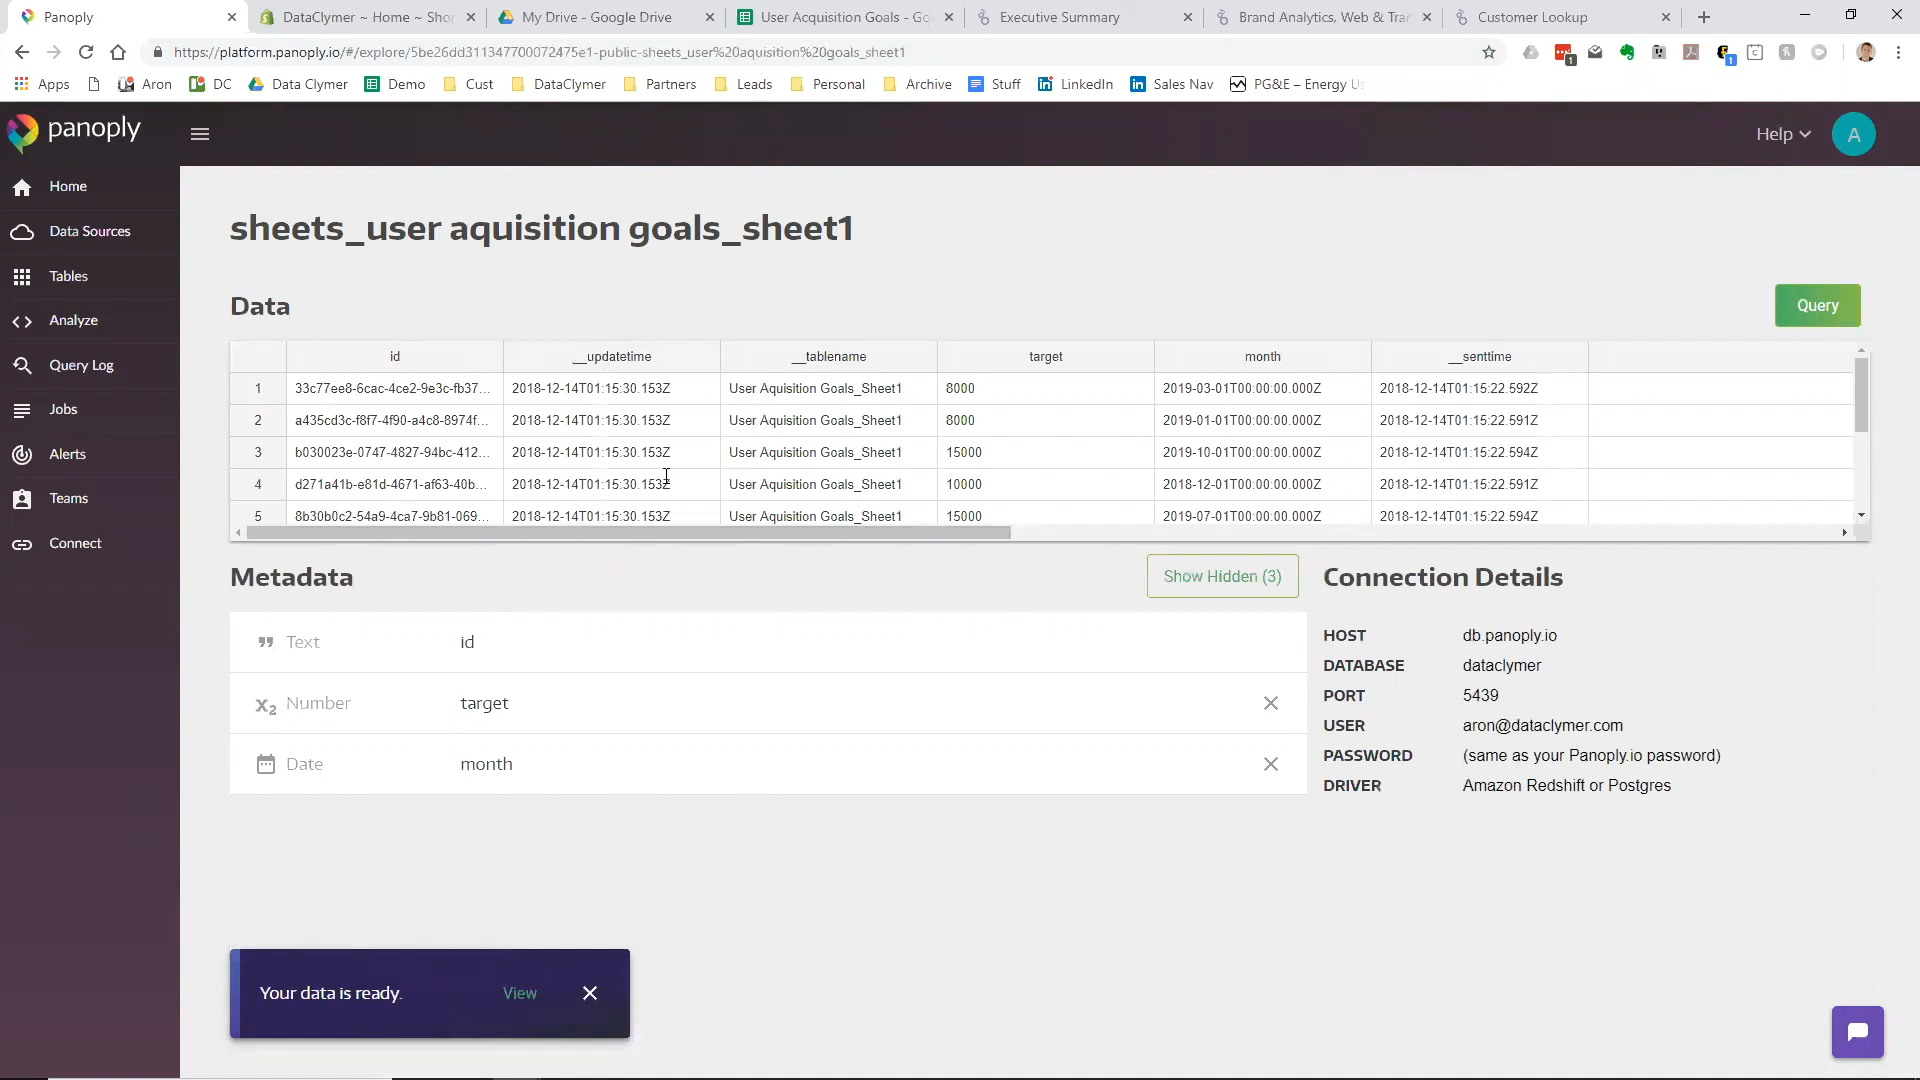 Panoply
DataClymer ~ Home ~ Sho
My Drive - Google Drive
User Acquisition Goals - Go
Executive Summary
Brand Analytics, Web & Tra
Customer Lookup
https://platform.panoply.io/#/explore/5be26dd311347700072475e1-public-sheets_user%20aquisition%20goals_sheet1
1
1
Apps
Aron
DC
Data Clymer
Demo
Cust
DataClymer
Partners
Leads
Personal
Archive
Stuff
LinkedIn
Sales Nav
PG&E – Energy Us
panoply
Help
A
Home
Data Sources
Tables
Analyze
Query Log
Jobs
Alerts
Teams
Connect
sheets_user aquisition goals_sheet1
Data
Query
id __updatetime __tablename target month __senttime
1 33c77ee8-6cac-4ce2-9e3c-fb37... 2018-12-14T01:15:30.153Z User Aquisition Goals_Sheet1 8000 2019-03-01T00:00:00.000Z 2018-12-14T01:15:22.592Z
2 a435cd3c-f8f7-4f90-a4c8-8974f... 2018-12-14T01:15:30.153Z User Aquisition Goals_Sheet1 8000 2019-01-01T00:00:00.000Z 2018-12-14T01:15:22.591Z
3 b030023e-0747-4827-94bc-412... 2018-12-14T01:15:30.153Z User Aquisition Goals_Sheet1 15000 2019-10-01T00:00:00.000Z 2018-12-14T01:15:22.594Z
4 d271a41b-e81d-4671-af63-40b... 2018-12-14T01:15:30.153Z User Aquisition Goals_Sheet1 10000 2018-12-01T00:00:00.000Z 2018-12-14T01:15:22.591Z
5 8b30b0c2-54a9-4ca7-9b81-069... 2018-12-14T01:15:30.153Z User Aquisition Goals_Sheet1 15000 2019-07-01T00:00:00.000Z 2018-12-14T01:15:22.594Z
Metadata
Show Hidden (3)
Text id
X2 Number target
Date month
Connection Details
HOST db.panoply.io
DATABASE dataclymer
PORT 5439
USER aron@dataclymer.com
PASSWORD (same as your Panoply.io password)
DRIVER Amazon Redshift or Postgres
Your data is ready. View